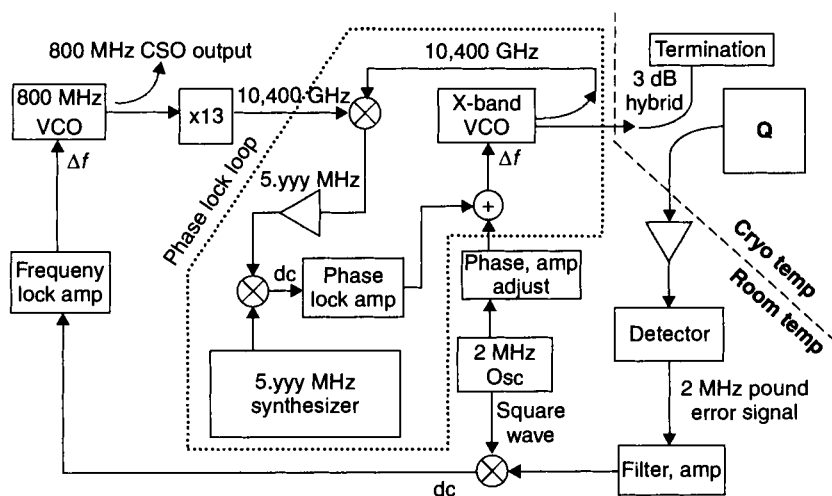 800 MHz CSO output
10,400 GHz
Termination
3 dB
hybrid
800 MHz
VCO
x13
10,400 GHz
X-band
VCO
Q
Δf
Δf
Phase lock loop
5.yyy MHz
+
Cryo temp
Room temp
Frequeny
lock amp
dc
Phase
lock amp
Phase, amp
adjust
Detector
5.yyy MHz
synthesizer
2 MHz
Osc
2 MHz pound
error signal
Square
wave
dc
Filter, amp